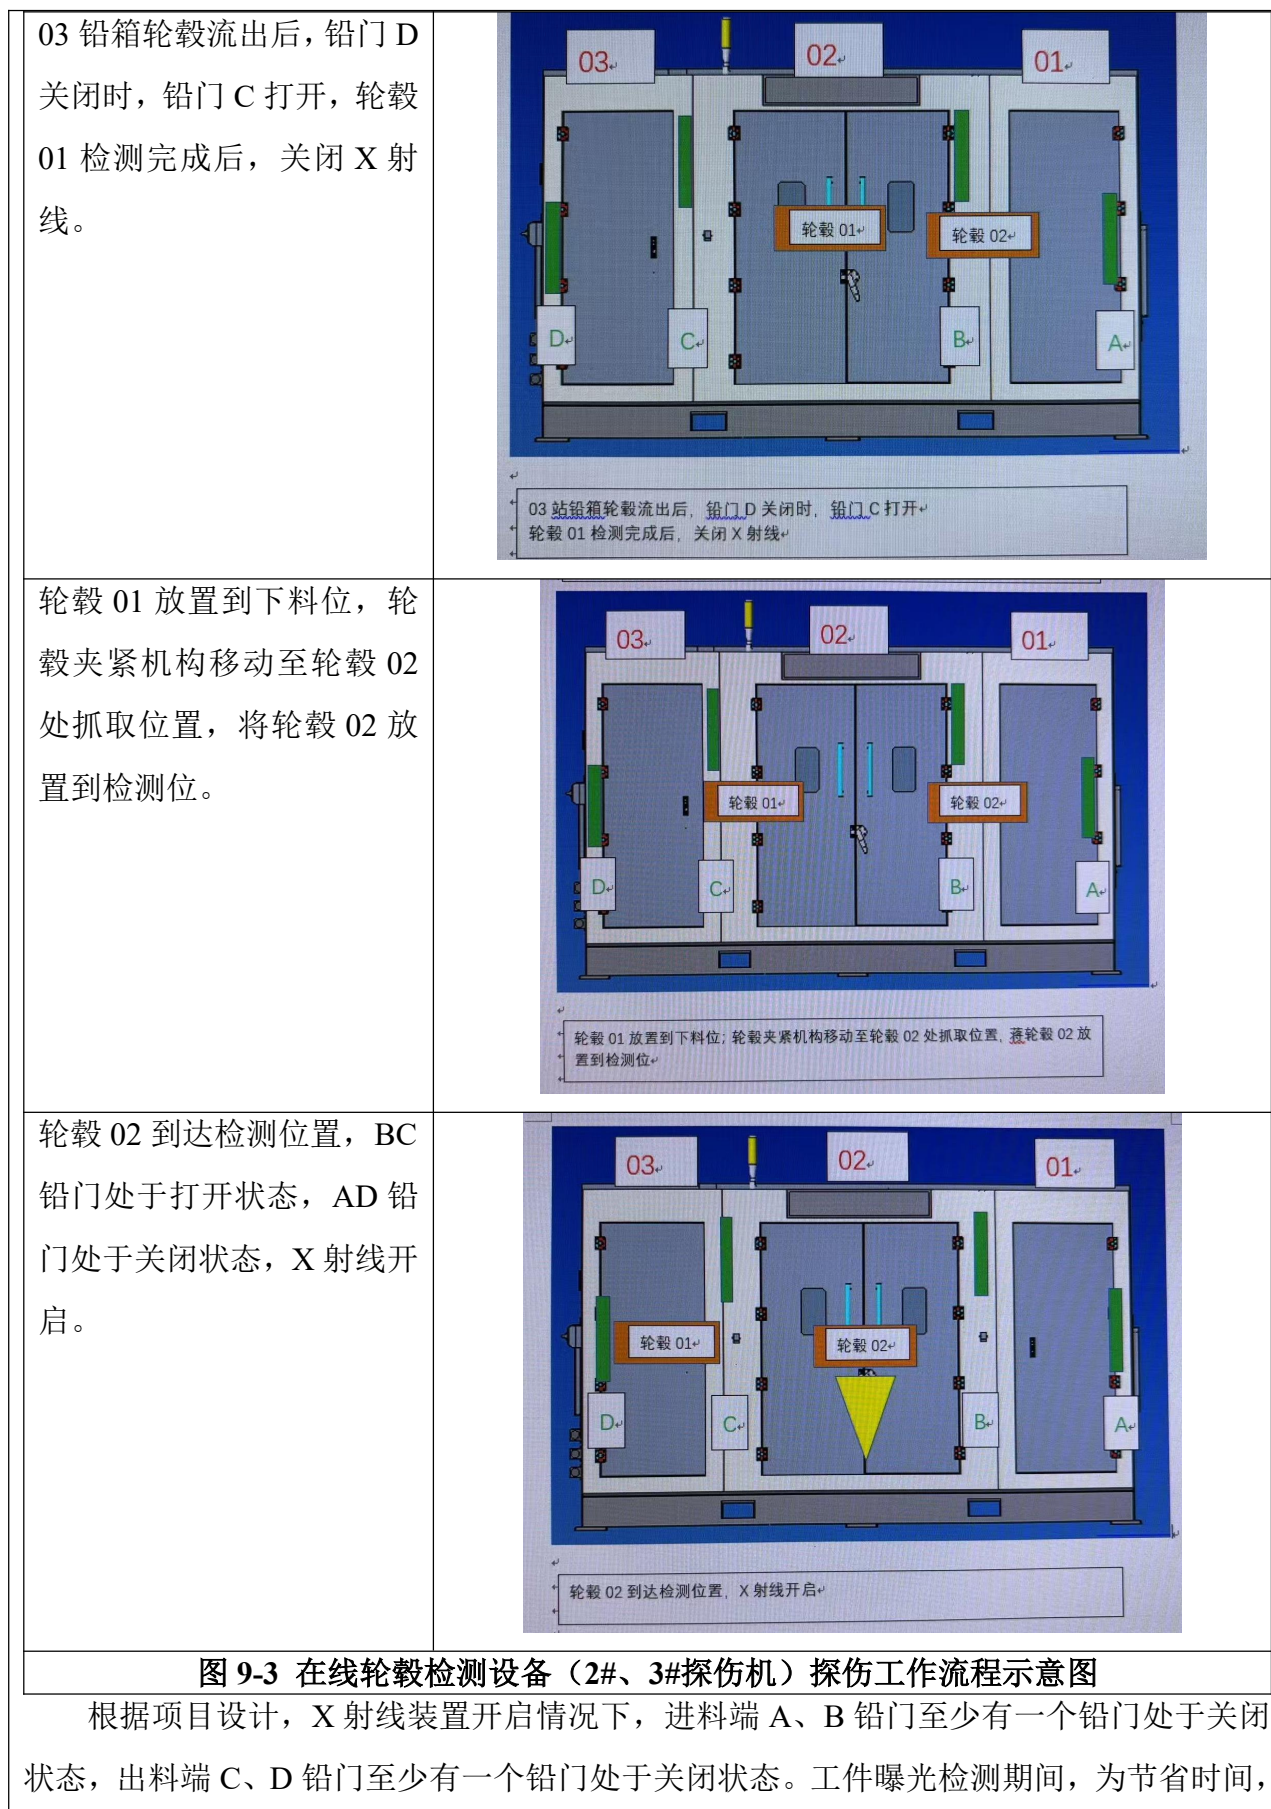 03 铅箱轮毂流出后，铅门 D
关闭时，铅门 C 打开，轮毂
01 检测完成后，关闭 X 射
线。
03
02
01
轮毂 01
轮毂 02
D
C
B
A
03 站铅箱轮毂流出后，铅门 D 关闭时，铅门 C 打开
轮毂 01 检测完成后，关闭 X 射线
轮毂 01 放置到下料位，轮
毂夹紧机构移动至轮毂 02
处抓取位置，将轮毂 02 放
置到检测位。
03
02
01
轮毂 01
轮毂 02
D
C
B
A
轮毂 01 放置到下料位；轮毂夹紧机构移动至轮毂 02 处抓取位置，蒋轮毂 02 放
置到检测位
轮毂 02 到达检测位置，BC
铅门处于打开状态，AD 铅
门处于关闭状态，X 射线开
启。
03
02
01
轮毂 01
轮毂 02
D
C
B
A
轮毂 02 到达检测位置，X 射线开启
图 9-3 在线轮毂检测设备（2#、3#探伤机）探伤工作流程示意图
根据项目设计，X 射线装置开启情况下，进料端 A、B 铅门至少有一个铅门处于关闭
状态，出料端 C、D 铅门至少有一个铅门处于关闭状态。工件曝光检测期间，为节省时间，